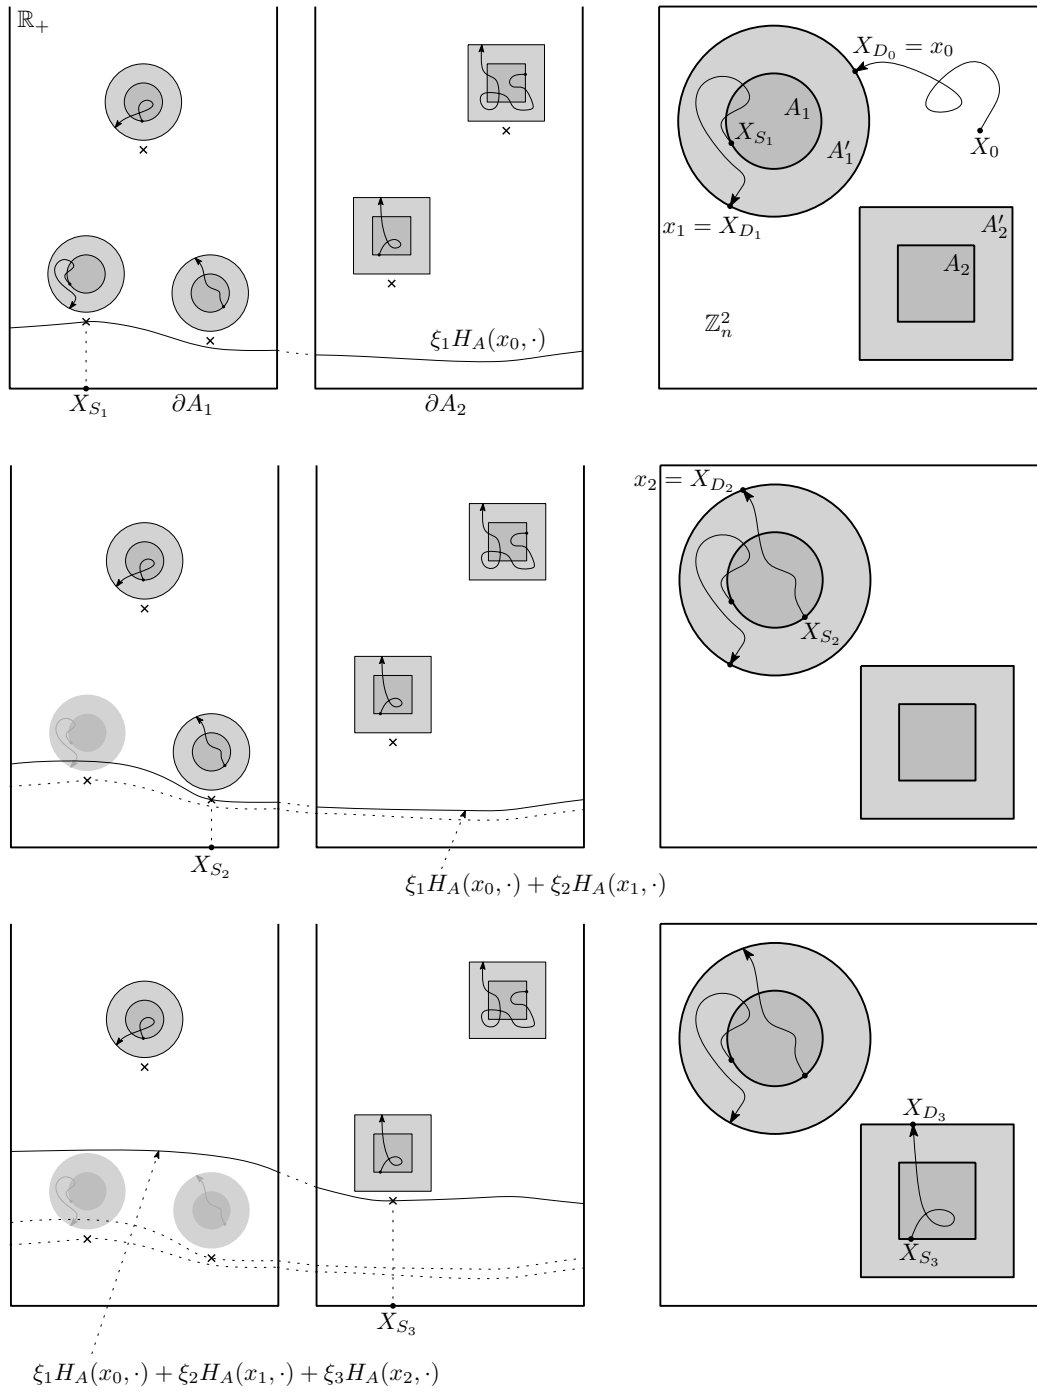 ℝ₊
X_{D_0} = x_0
A_1
X_{S_1}
A'_1
X_0
x_1 = X_{D_1}
A'_2
A_2
ℤ²_n
ξ_1 H_A(x_0, ·)
X_{S_1}
∂A_1
∂A_2
x_2 = X_{D_2}
X_{S_2}
X_{S_2}
ξ_1 H_A(x_0, ·) + ξ_2 H_A(x_1, ·)
X_{D_3}
X_{S_3}
X_{S_3}
ξ_1 H_A(x_0, ·) + ξ_2 H_A(x_1, ·) + ξ_3 H_A(x_2, ·)